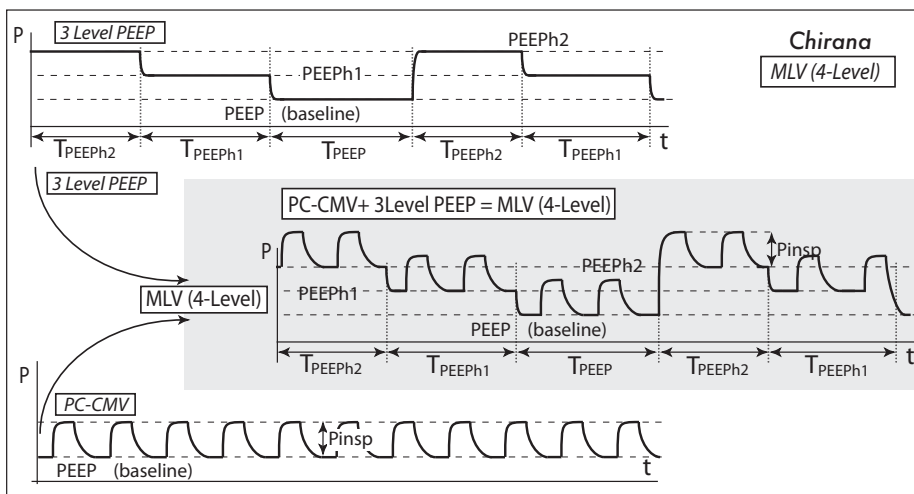 P 3 Level PEEP PEEPh2 Chirana
PEEPh1 MLV (4-Level)
PEEP (baseline)
TPEEPh2 TPEEPh1 TPEEP TPEEPh2 TPEEPh1 t
3 Level PEEP
PC-CMV+ 3Level PEEP = MLV (4-Level)
P Pinsp
PEEPh2
MLV (4-Level) PEEPh1
PEEP (baseline)
TPEEPh2 TPEEPh1 TPEEP TPEEPh2 TPEEPh1 t
P
PC-CMV
Pinsp
PEEP (baseline) t